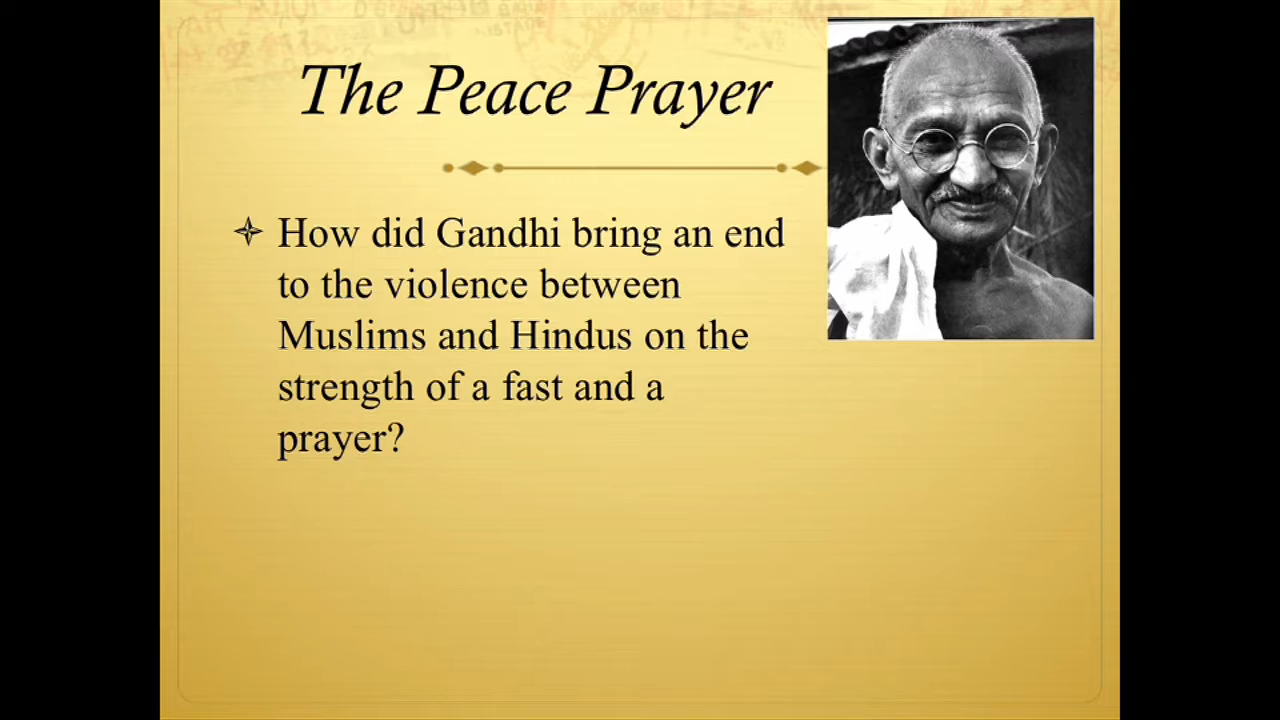 The Peace Prayer
How did Gandhi bring an end
to the violence between
Muslims and Hindus on the
strength of a fast and a
prayer?